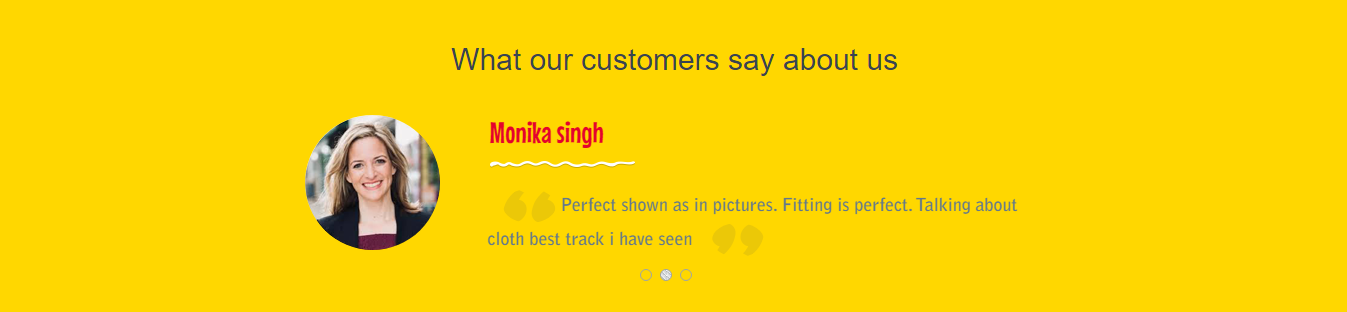 What our customers say about us
Monika singh
Perfect shown as in pictures. Fitting is perfect. Talking about
cloth best track i have seen